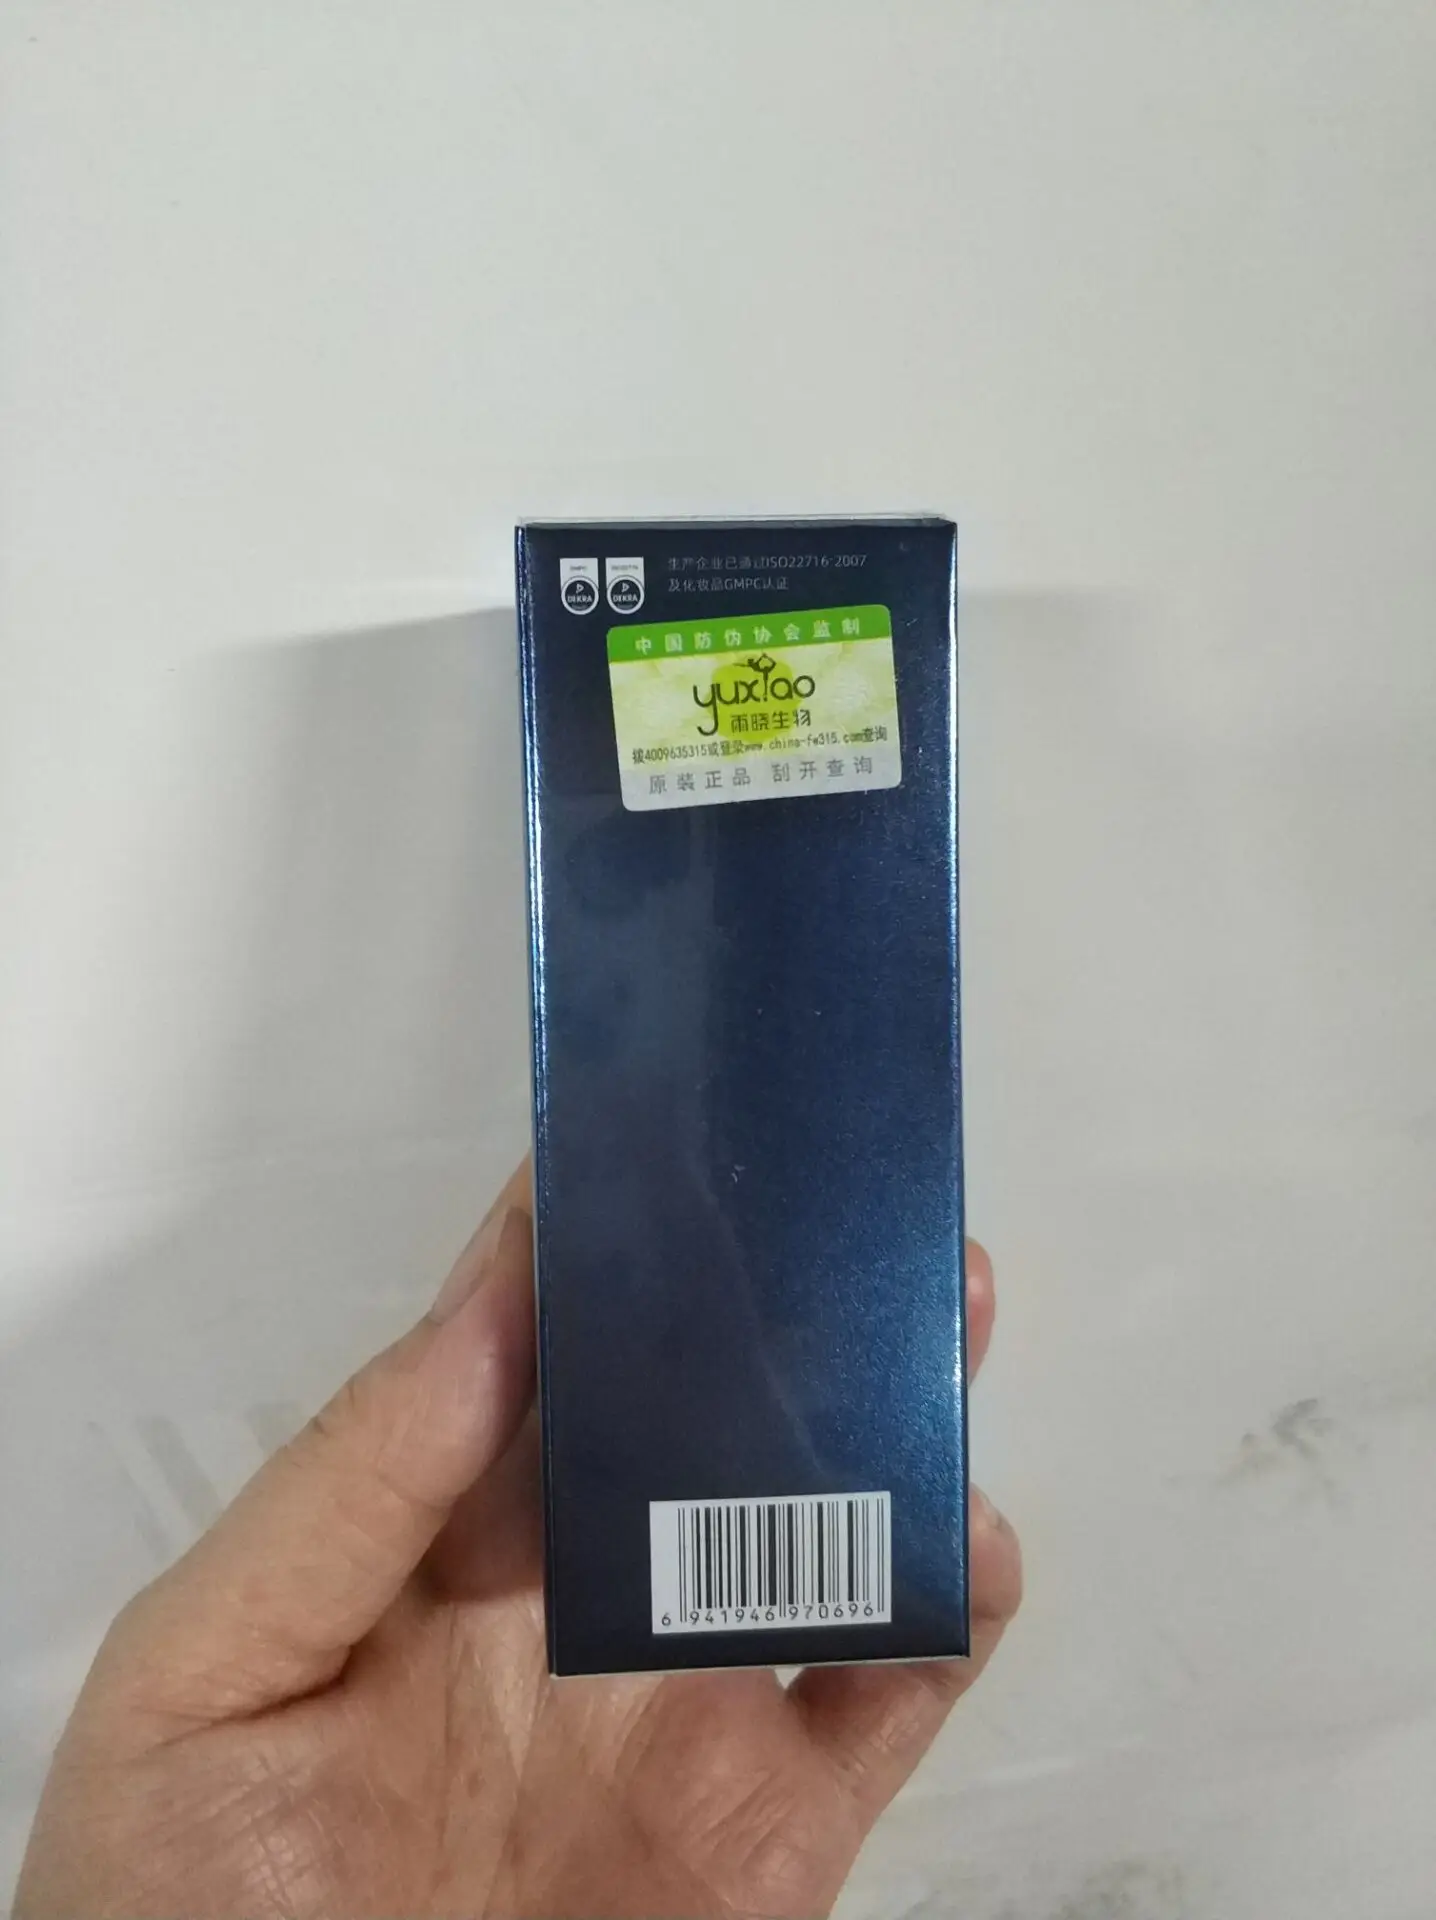 生产企业已通过ISO22716-2007
及化妆品GMPC认证
DEKRA
DEKRA
中国防伪协会监制
yuxiao
雨晓生物
拨4009635315或登录www.china-fw315.com查询
原装正品 刮开查询
6 941946 970696